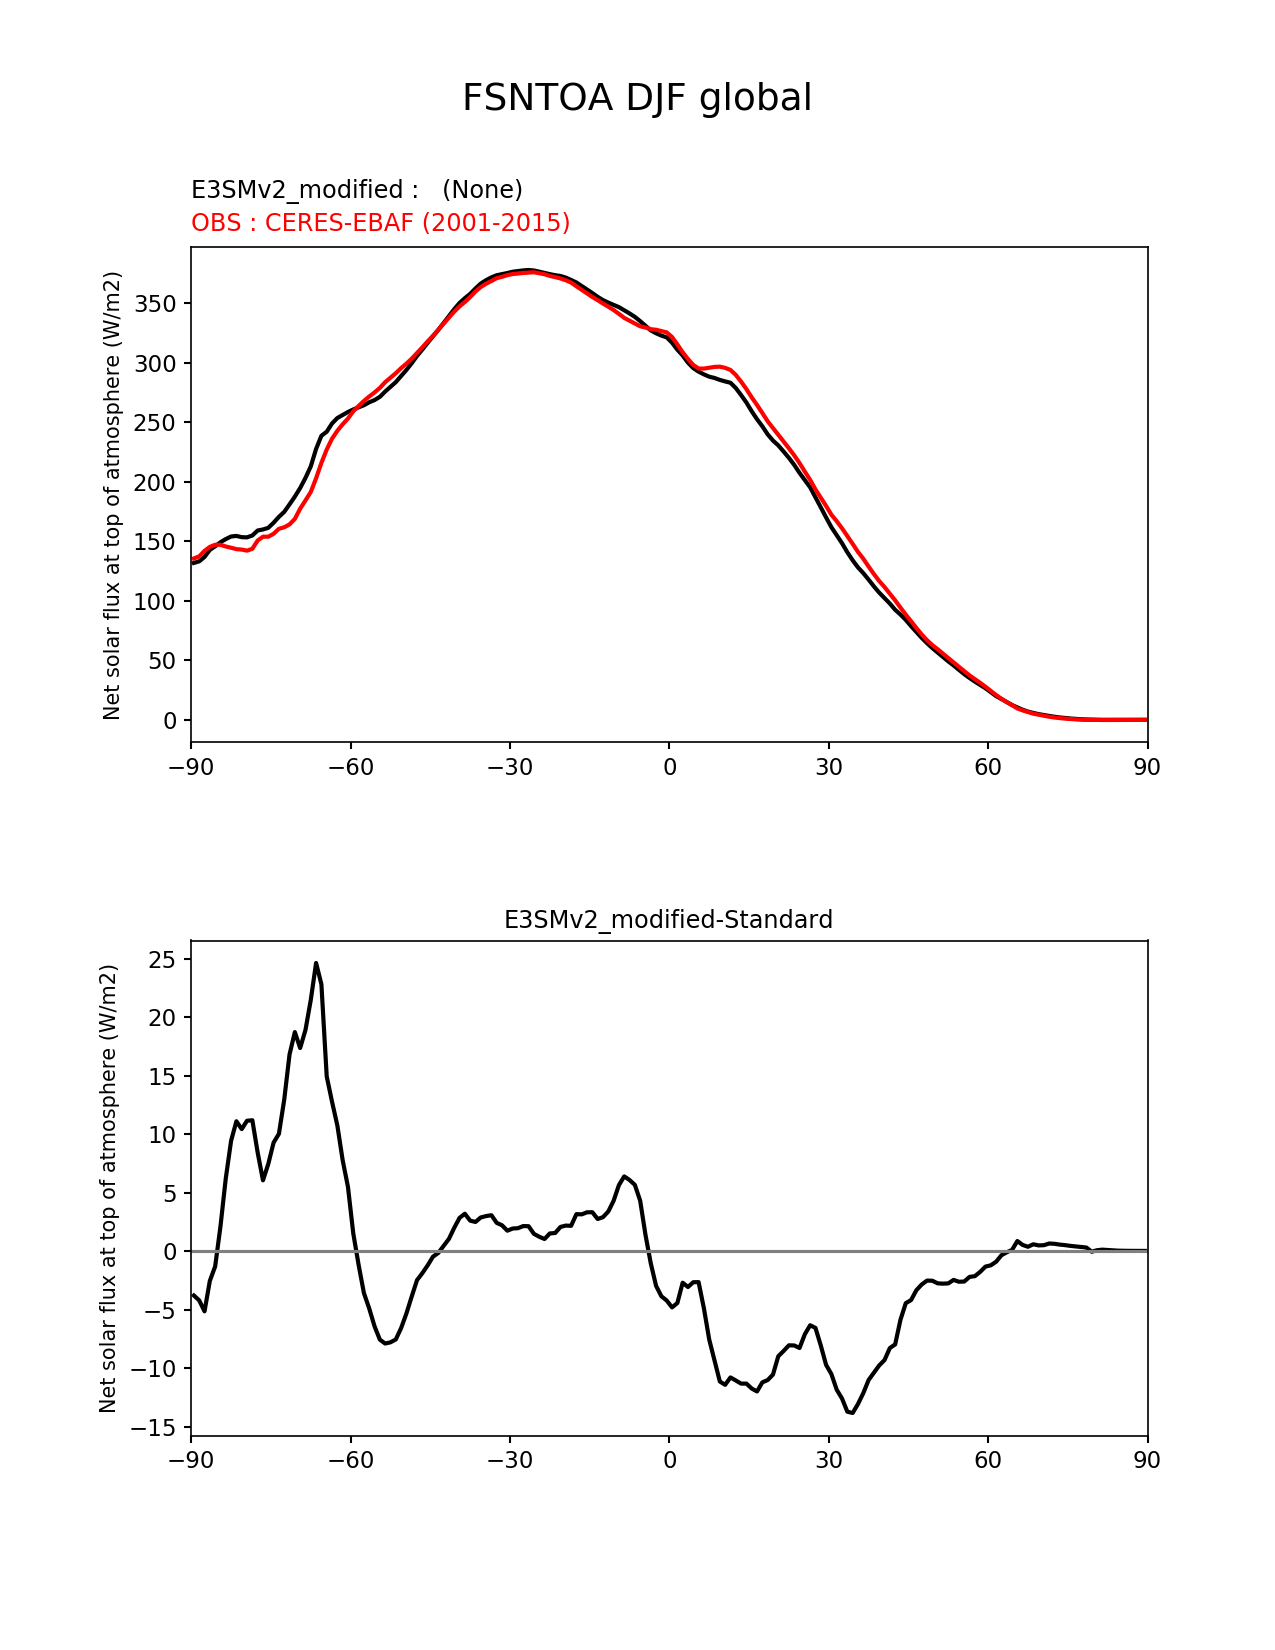 FSNTOA DJF global
E3SMv2_modified :   (None)
OBS : CERES-EBAF (2001-2015)
Net solar flux at top of atmosphere (W/m2)
350
300
250
200
150
100
50
0
−90 −60 −30 0 30 60 90
E3SMv2_modified-Standard
Net solar flux at top of atmosphere (W/m2)
25
20
15
10
5
0
−5
−10
−15
−90 −60 −30 0 30 60 90